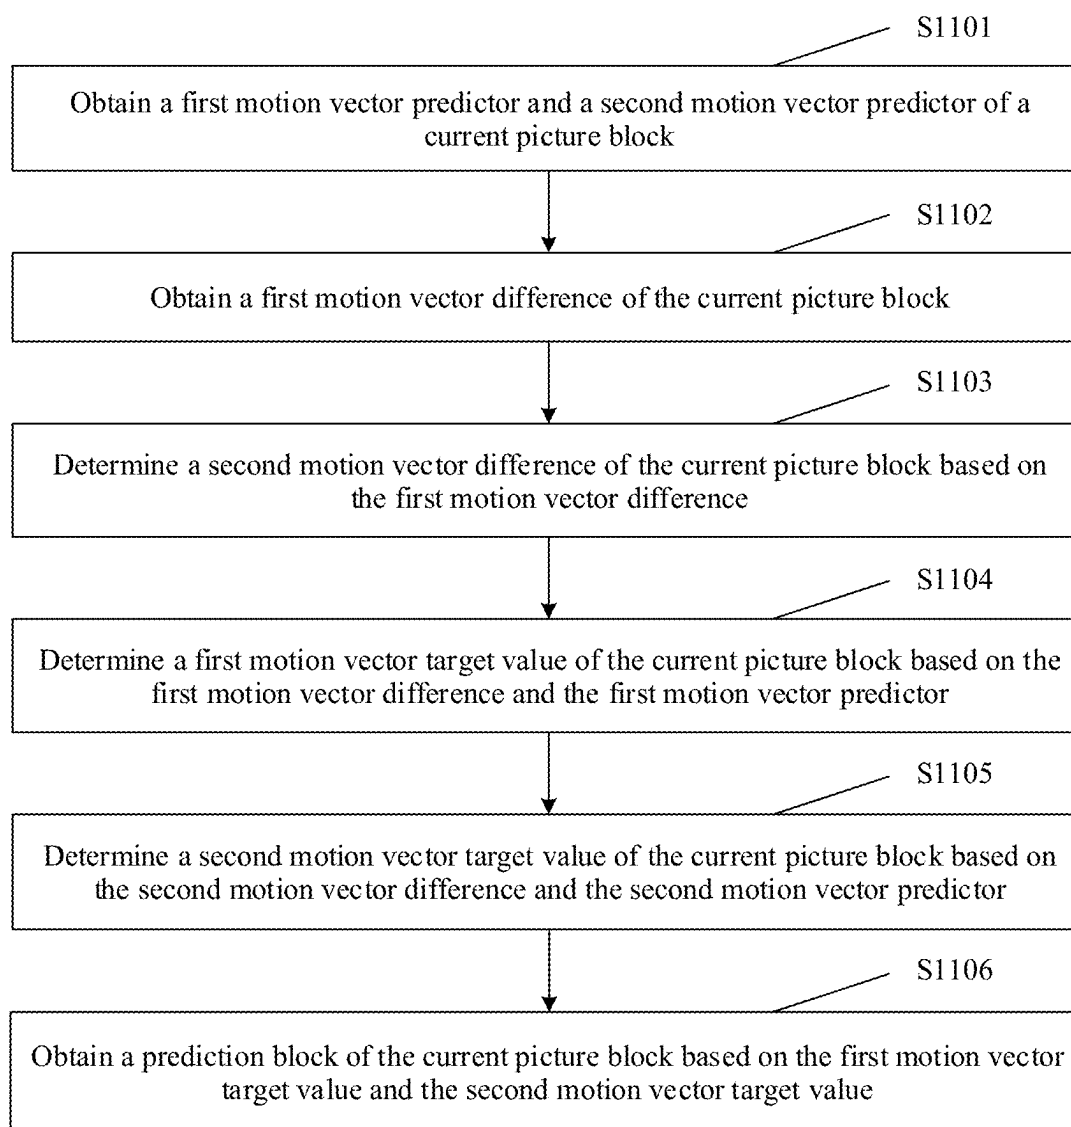 S1101
Obtain a first motion vector predictor and a second motion vector predictor of a
current picture block
S1102
Obtain a first motion vector difference of the current picture block
S1103
Determine a second motion vector difference of the current picture block based on
the first motion vector difference
S1104
Determine a first motion vector target value of the current picture block based on the
first motion vector difference and the first motion vector predictor
S1105
Determine a second motion vector target value of the current picture block based on
the second motion vector difference and the second motion vector predictor
S1106
Obtain a prediction block of the current picture block based on the first motion vector
target value and the second motion vector target value